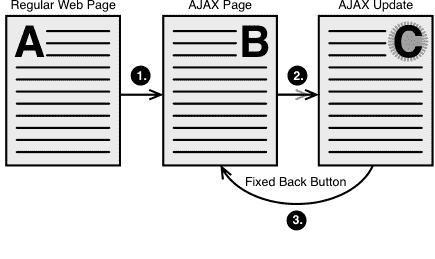 Regular Web Page
AJAX Page
AJAX Update
A
B
C
1.
2.
Fixed Back Button
3.